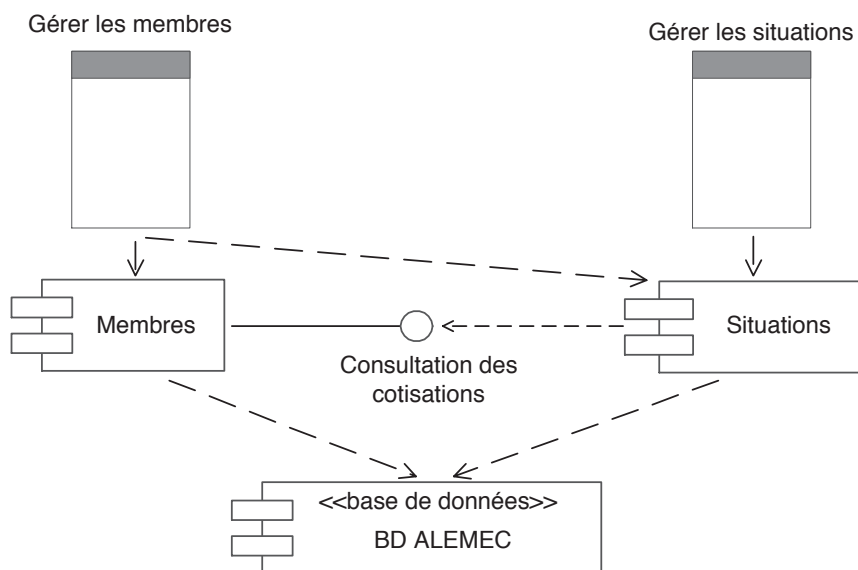 Gérer les membres
Gérer les situations
Membres
Situations
Consultation des
cotisations
<<base de données>>
BD ALEMEC